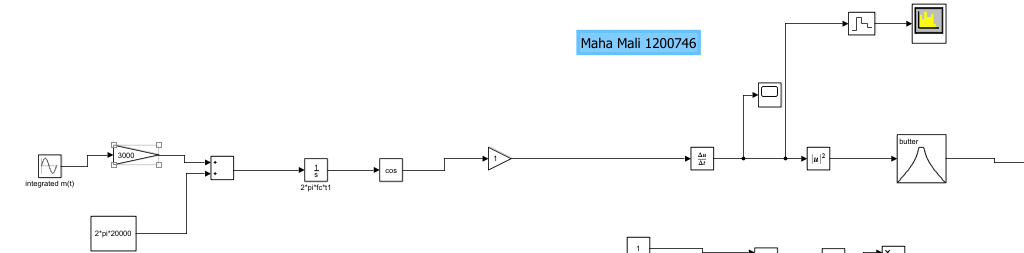 Maha Mali 1200746
butter
3000
+
+
1
s
cos
1
Δu
Δt
|u|²
integrated m(t)
2*pi*fc*t1
2*pi*20000
1
x